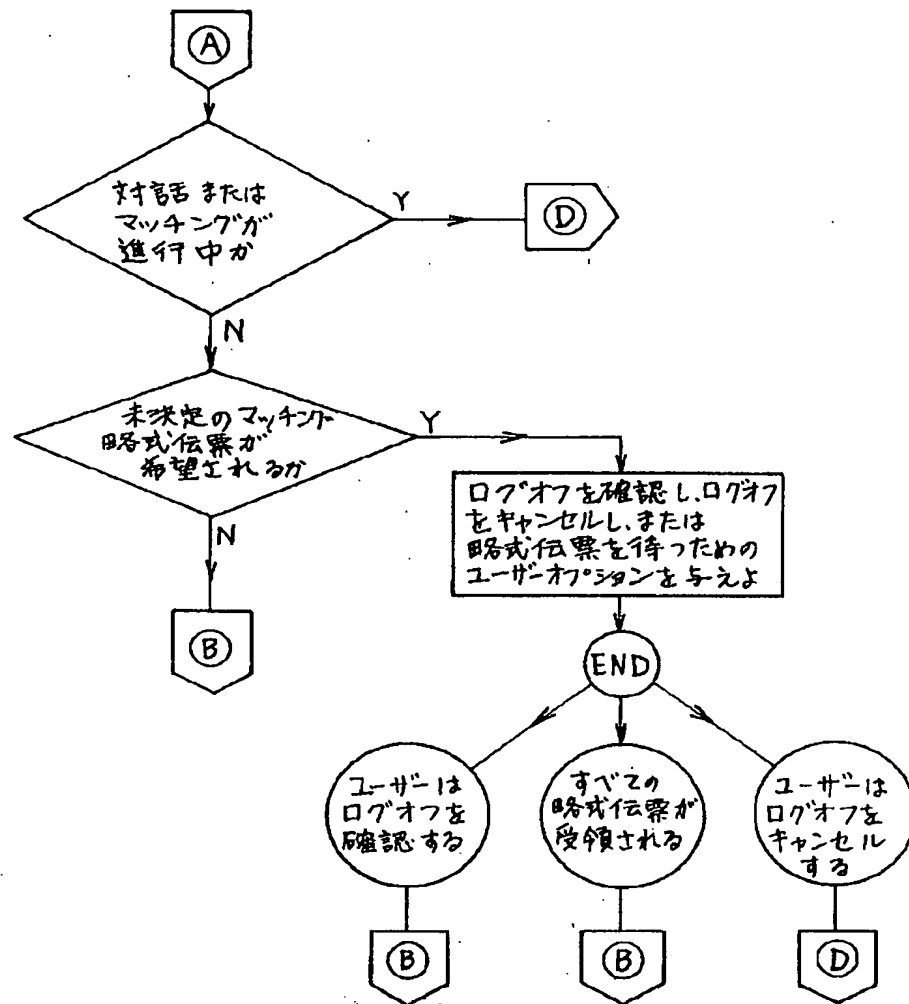 A
対話または
マッチングが
進行中か
Y
D
N
未決定のマッチング
略式伝票が
希望されるか
Y
N
B
ログオフを確認し、ログオフ
をキャンセルし、または
略式伝票を待つための
ユーザーオプションを与えよ
END
ユーザーは
ログオフを
確認する
すべての
略式伝票が
受領される
ユーザーは
ログオフを
キャンセル
する
B
B
D